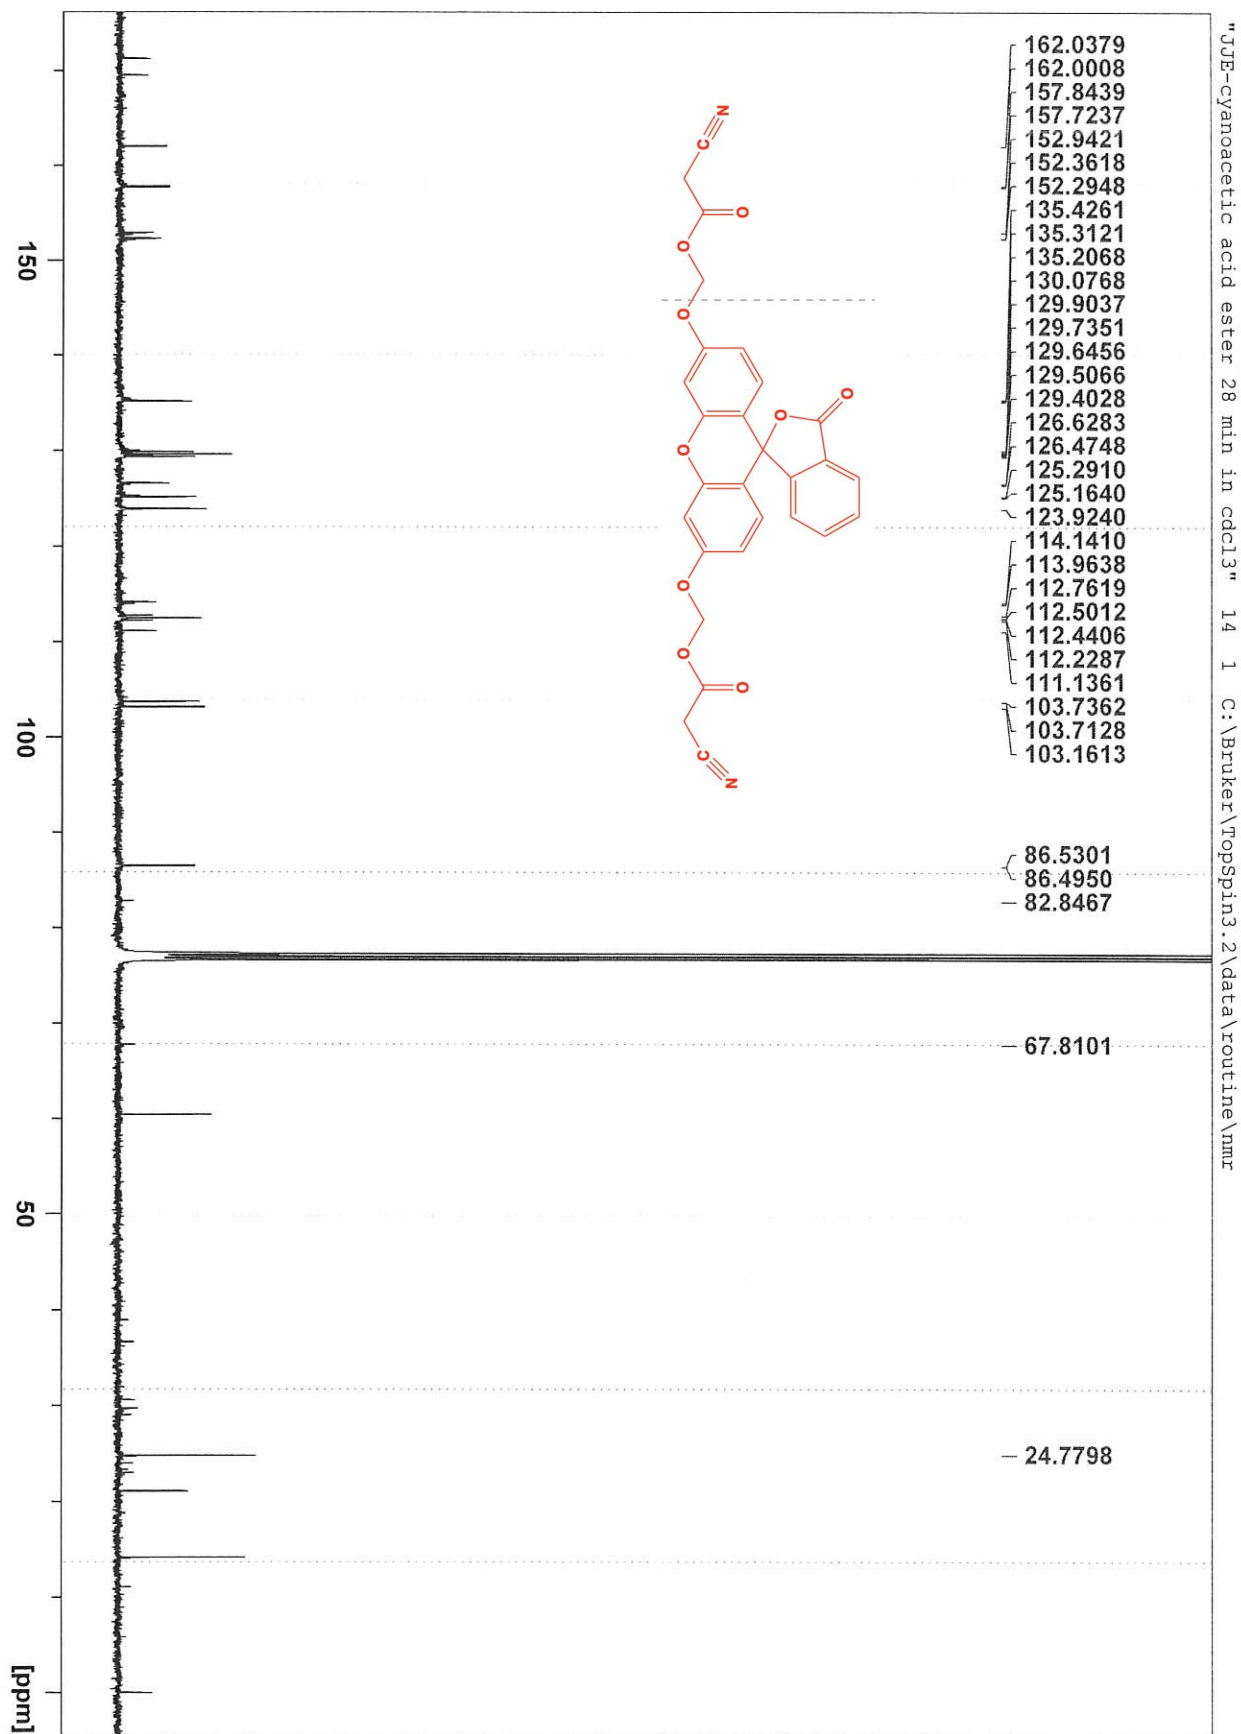 "JJE-cyanoacetic acid ester 28 min in cdcl3" 14 1 C:\Bruker\TopSpin3.2\data\routine\nmr
162.0379
162.0008
157.8439
157.7237
152.9421
152.3618
152.2948
135.4261
135.3121
135.2068
130.0768
129.9037
129.7351
129.6456
129.5066
129.4028
126.6283
126.4748
125.2910
125.1640
123.9240
114.1410
113.9638
112.7619
112.5012
112.4406
112.2287
111.1361
103.7362
103.7128
103.1613
86.5301
86.4950
82.8467
67.8101
24.7798
N
C
O
O
O
O
O
O
O
O
O
C
N
150
100
50
[ppm]